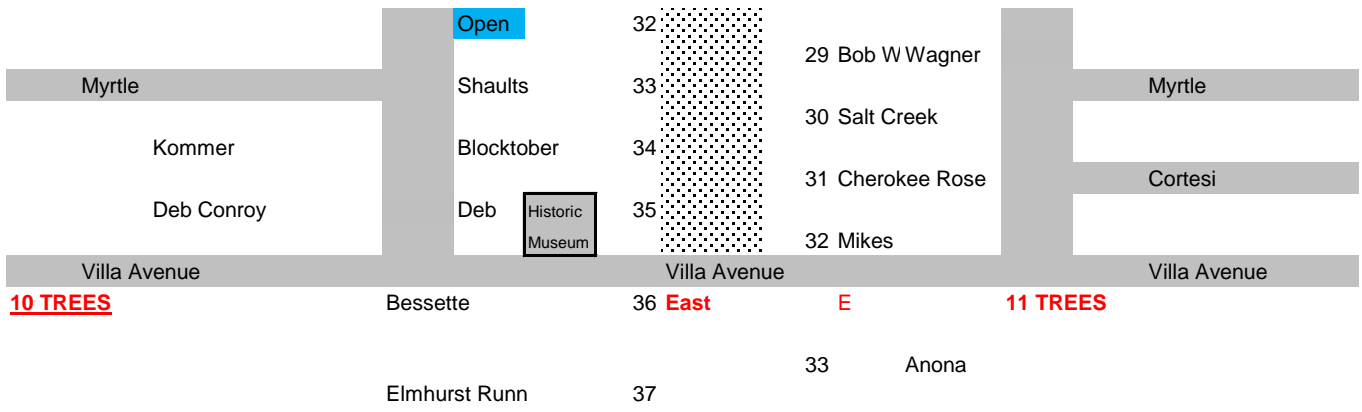 Open 32
29 Bob W Wagner
Myrtle Shaults 33 Myrtle
30 Salt Creek
Kommer Blocktober 34
31 Cherokee Rose Cortesi
Deb Conroy Deb Historic 35
Museum 32 Mikes
Villa Avenue Villa Avenue Villa Avenue
10 TREES Bessette 36 East E 11 TREES
33 Anona
Elmhurst Runn 37